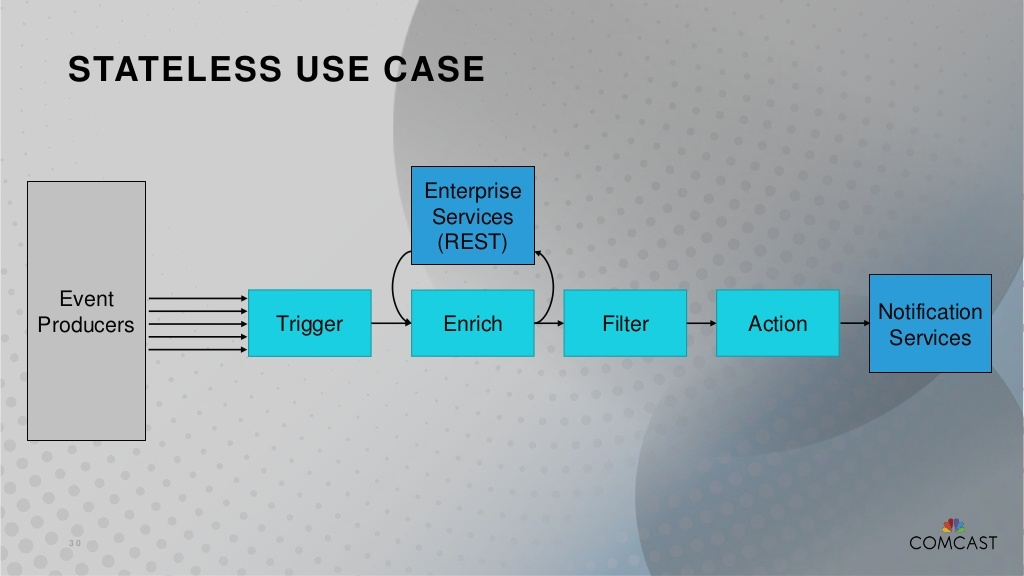 STATELESS USE CASE
Enterprise
Services
(REST)
Event
Producers
Trigger
Enrich
Filter
Action
Notification
Services
30
COMCAST